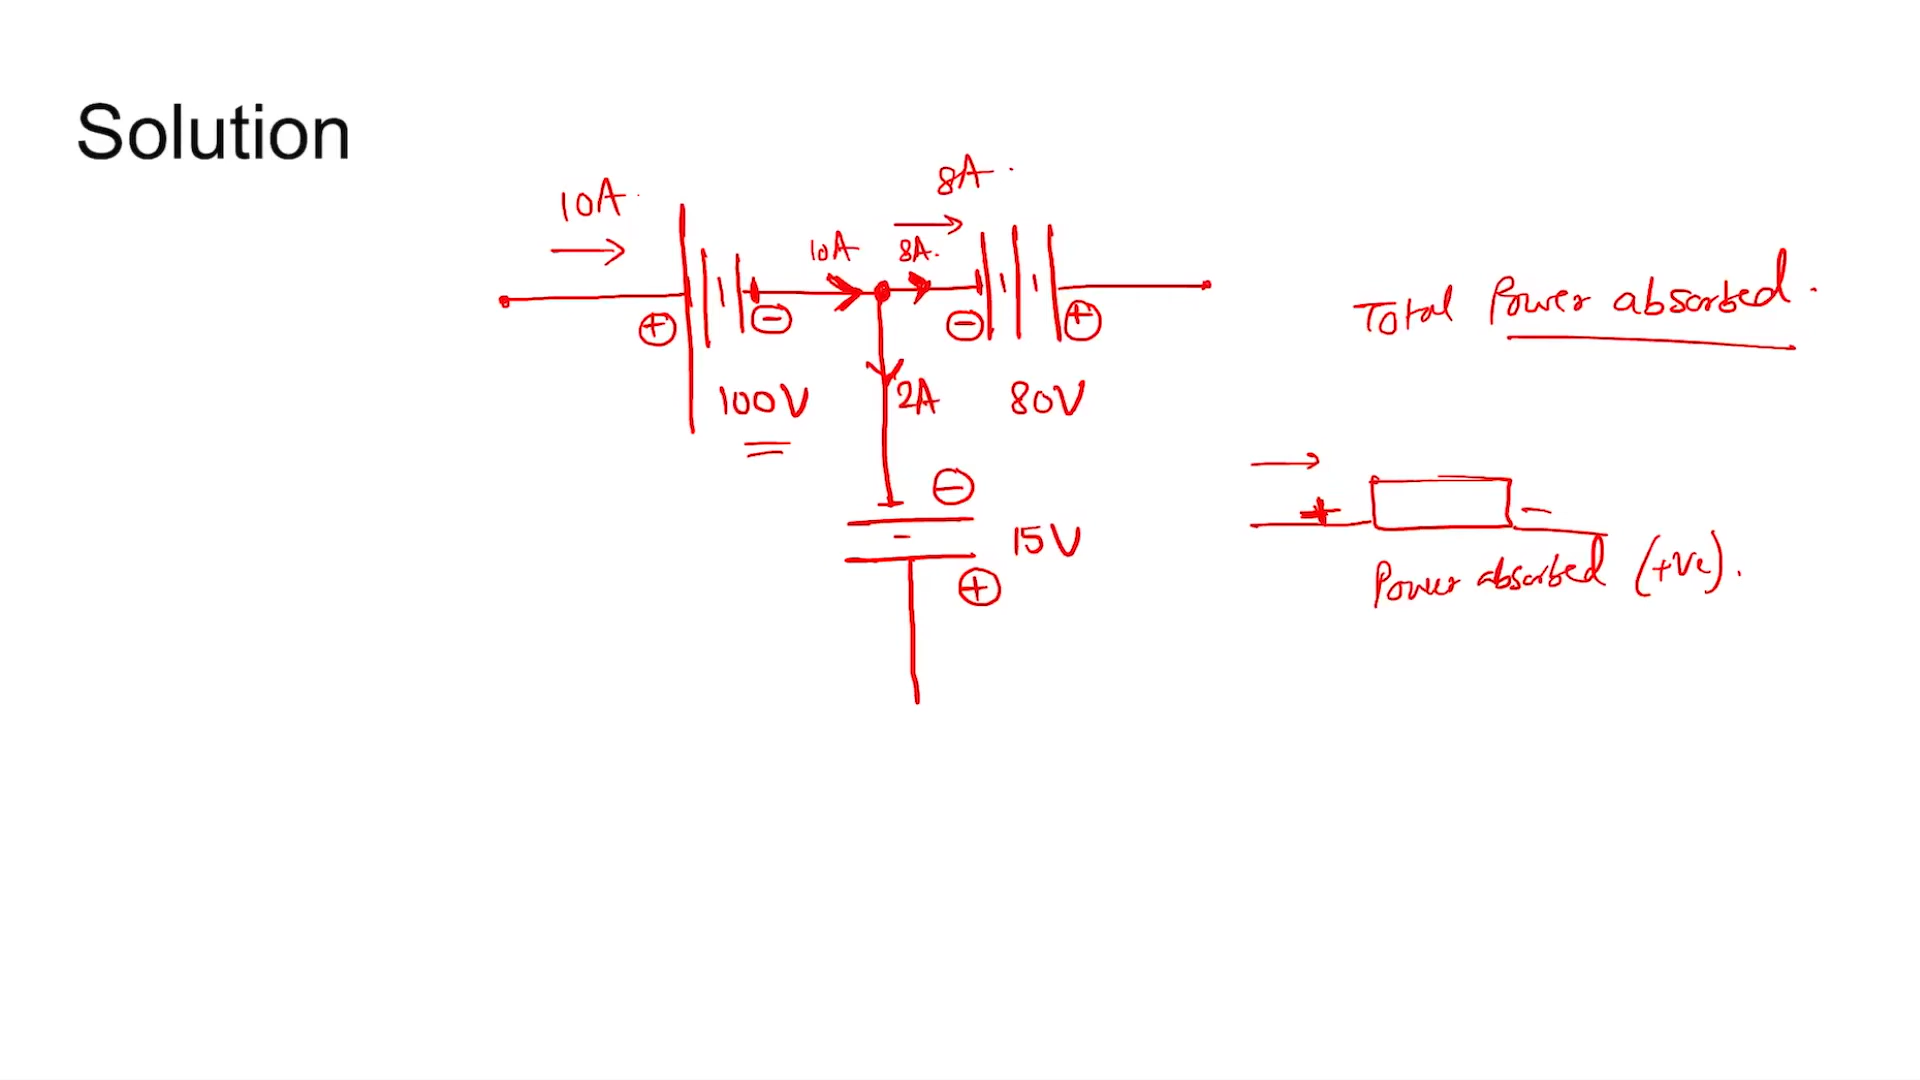 Solution
10A
8A
10A
8A.
Total Power absorbed.
+
-
-
+
100V
2A
80V
-
15V
+
+ -
Power absorbed (+ve).